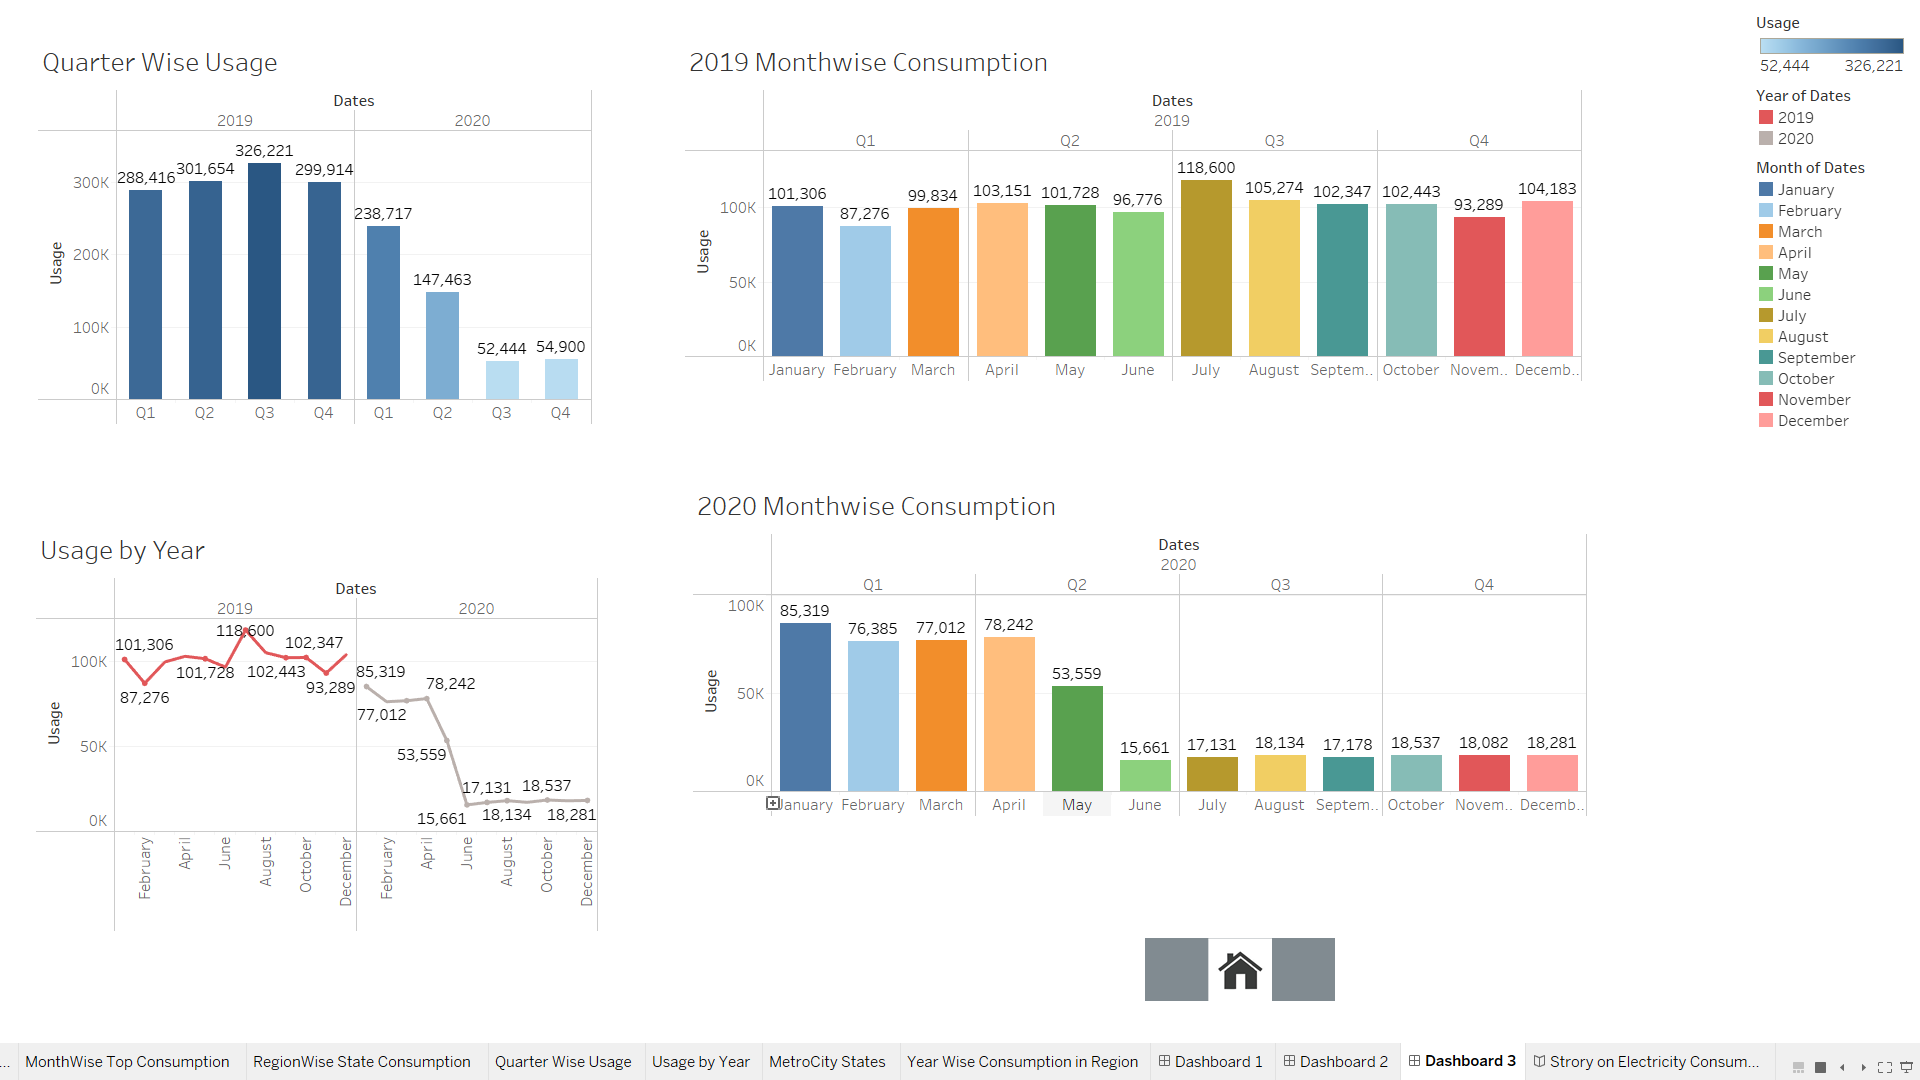 Quarter Wise Usage
Dates
2019 2020
326,221
288,416 301,654 299,914
238,717
147,463
52,444 54,900
300K
200K
100K
0K
Usage
Q1 Q2 Q3 Q4 Q1 Q2 Q3 Q4
2019 Monthwise Consumption
Dates
2019
Q1 Q2 Q3 Q4
101,306 87,276 99,834 103,151 101,728 96,776 118,600 105,274 102,347 102,443 93,289 104,183
100K
50K
0K
Usage
January February March April May June July August Septem.. October Novem.. Decemb..
Usage
52,444 326,221
Year of Dates
2019
2020
Month of Dates
January
February
March
April
May
June
July
August
September
October
November
December
Usage by Year
Dates
2019 2020
101,306 118,600 102,347
101,728 102,443
87,276 93,289
85,319 78,242
77,012
53,559
17,131 18,537
15,661 18,134 18,281
100K
50K
0K
Usage
February April June August October December February April June August October December
2020 Monthwise Consumption
Dates
2020
Q1 Q2 Q3 Q4
85,319 76,385 77,012 78,242 53,559 15,661 17,131 18,134 17,178 18,537 18,082 18,281
100K
50K
0K
Usage
January February March April May June July August Septem.. October Novem.. Decemb..
... MonthWise Top Consumption RegionWise State Consumption Quarter Wise Usage Usage by Year MetroCity States Year Wise Consumption in Region Dashboard 1 Dashboard 2 Dashboard 3 Strory on Electricity Consum...